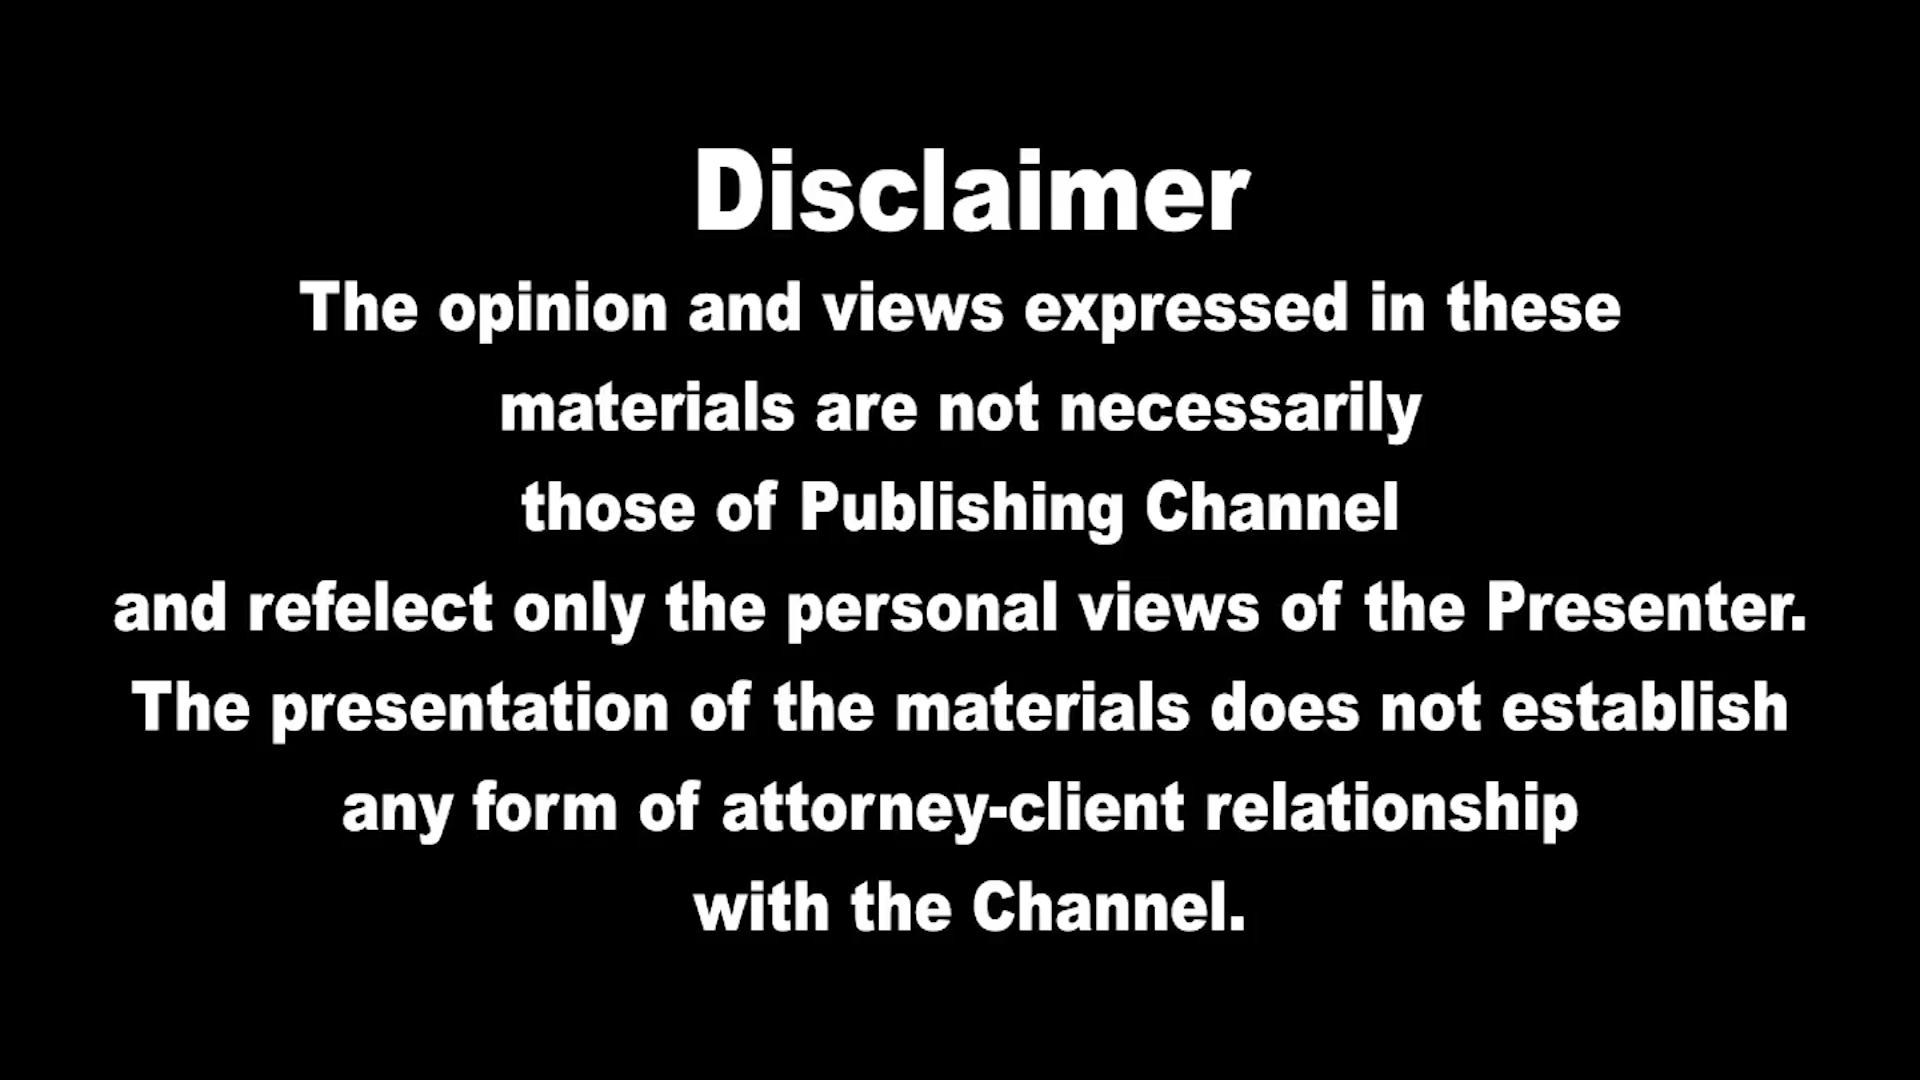 Disclaimer
The opinion and views expressed in these
materials are not necessarily
those of Publishing Channel
and refelect only the personal views of the Presenter.
The presentation of the materials does not establish
any form of attorney-client relationship
with the Channel.